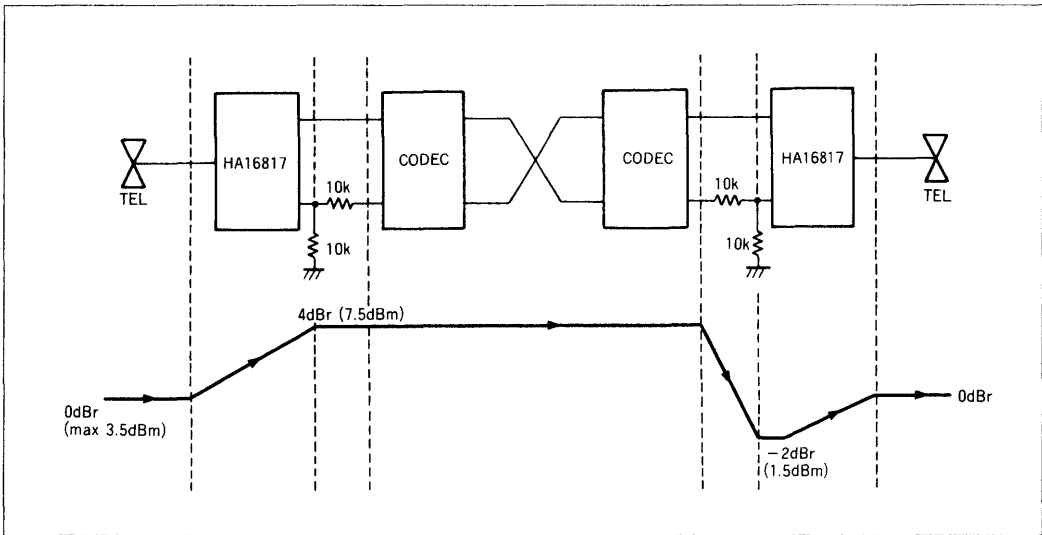 HA16817
CODEC
CODEC
HA16817
TEL
10k
10k
10k
10k
TEL
4dBr (7.5dBm)
0dBr
(max 3.5dBm)
0dBr
−2dBr
(1.5dBm)